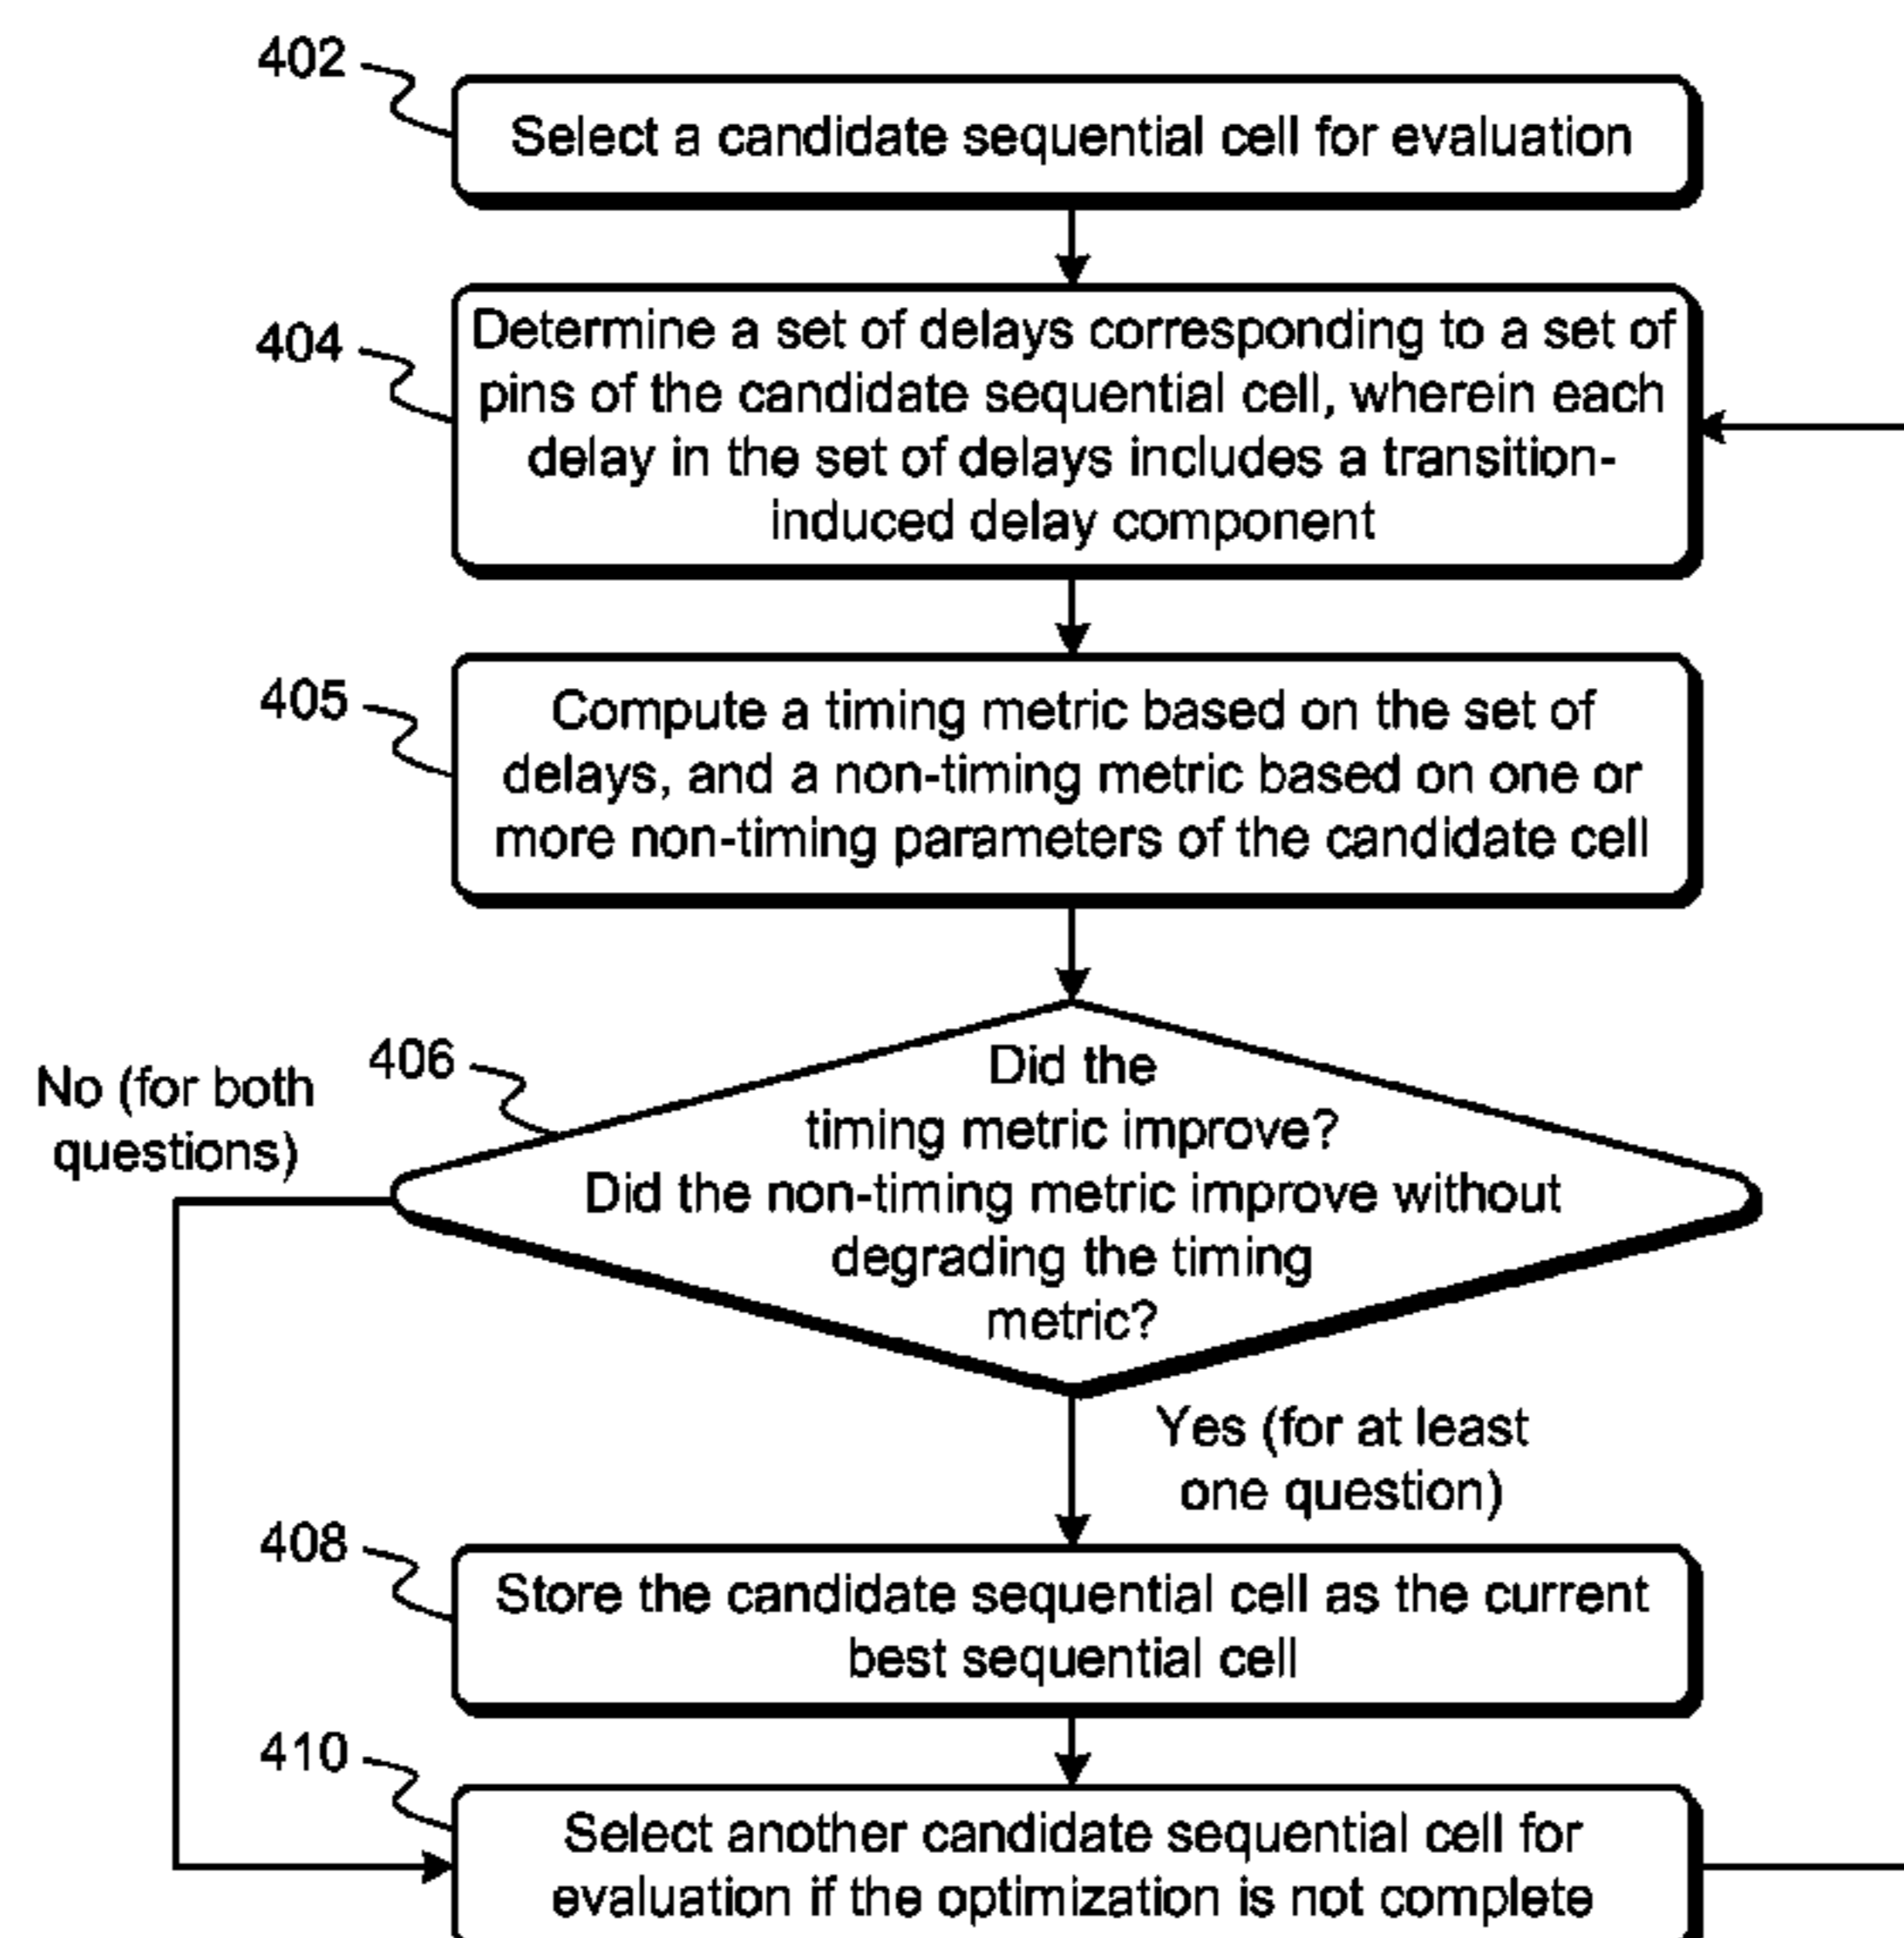 402
Select a candidate sequential cell for evaluation
404
Determine a set of delays corresponding to a set of
pins of the candidate sequential cell, wherein each
delay in the set of delays includes a transition-
induced delay component
405
Compute a timing metric based on the set of
delays, and a non-timing metric based on one or
more non-timing parameters of the candidate cell
406
No (for both
questions)
Did the
timing metric improve?
Did the non-timing metric improve without
degrading the timing
metric?
Yes (for at least
one question)
408
Store the candidate sequential cell as the current
best sequential cell
410
Select another candidate sequential cell for
evaluation if the optimization is not complete